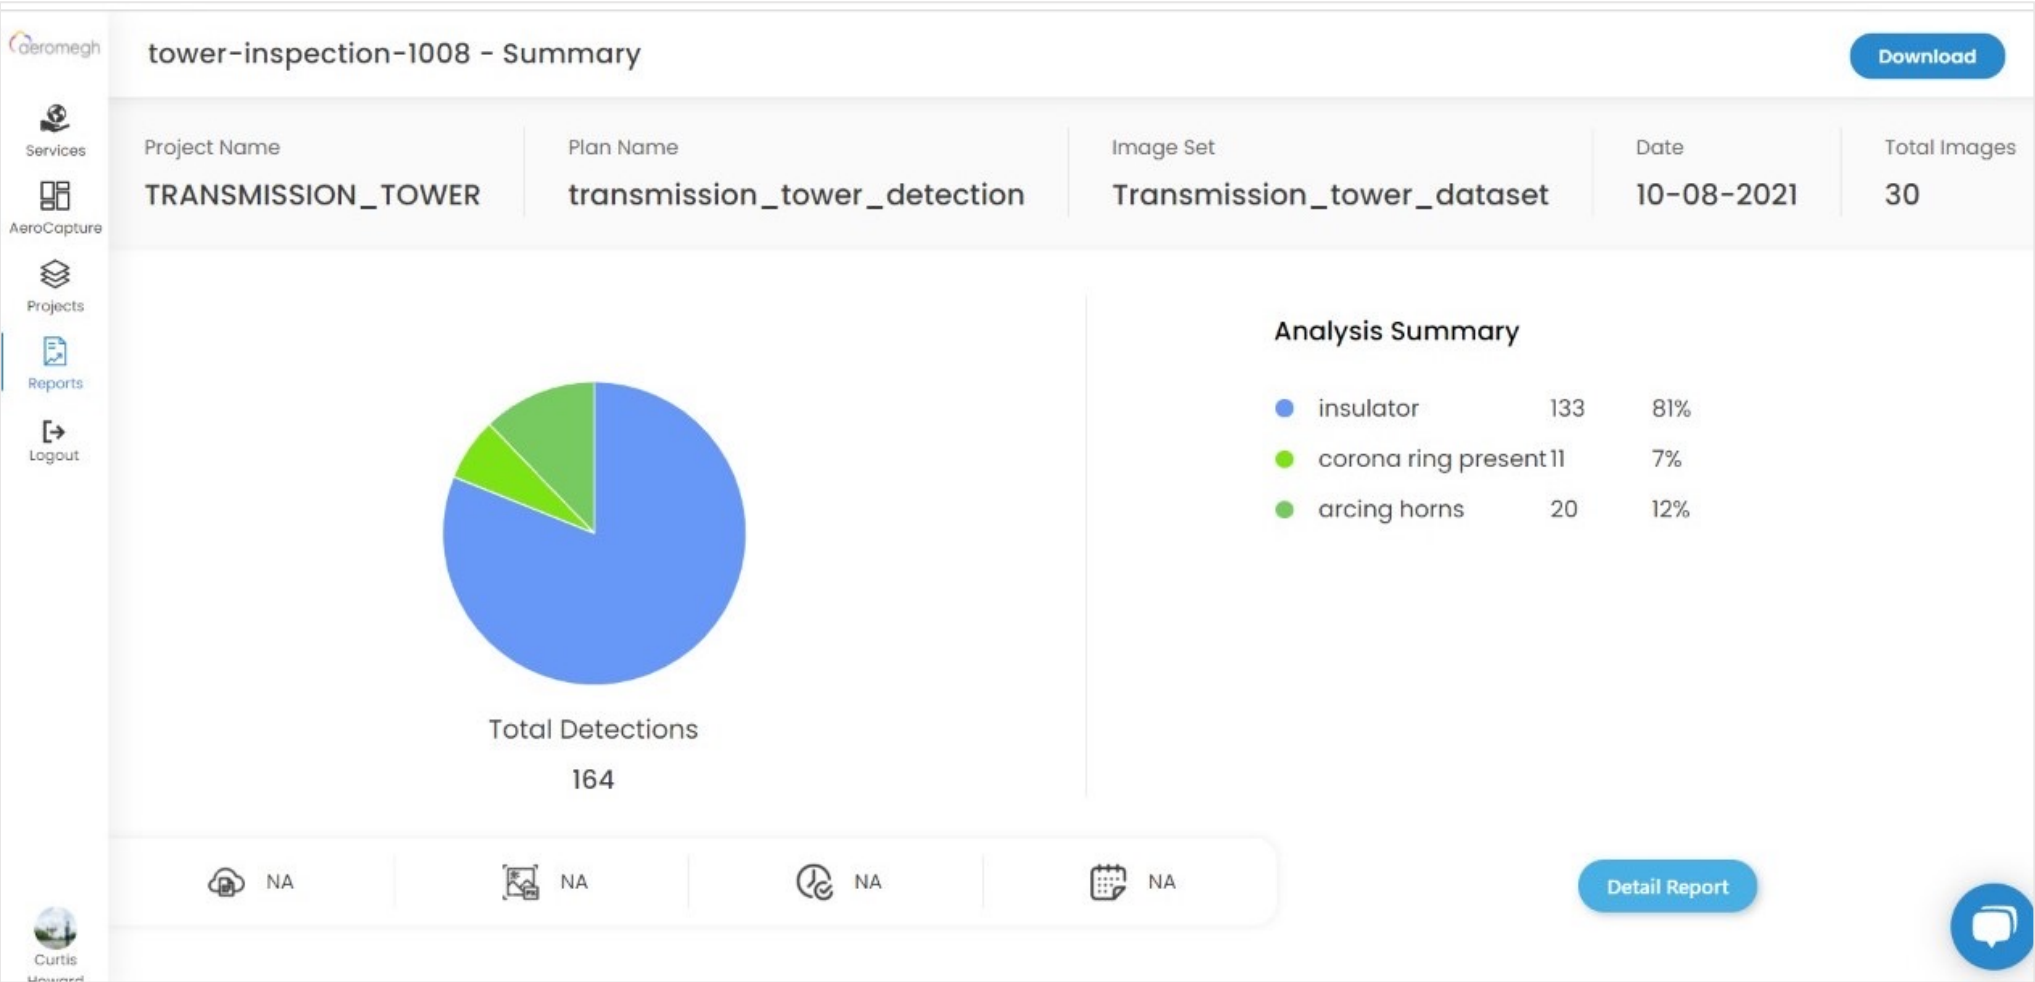 aeromegh
tower-inspection-1008 - Summary
Download
Services
AeroCapture
Projects
Reports
Logout
Project Name
TRANSMISSION_TOWER
Plan Name
transmission_tower_detection
Image Set
Transmission_tower_dataset
Date
10-08-2021
Total Images
30
Total Detections
164
Analysis Summary
insulator 133 81%
corona ring present 11 7%
arcing horns 20 12%
NA NA NA NA
Detail Report
Curtis
Howard